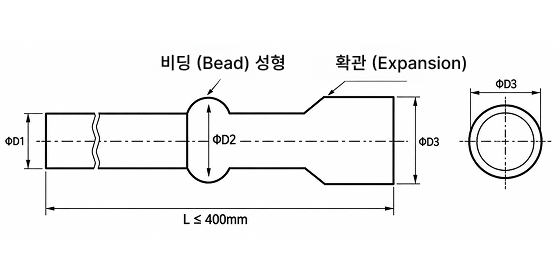 비딩 (Bead) 성형
확관 (Expansion)
ΦD3
ΦD1
ΦD2
ΦD3
L ≤ 400mm